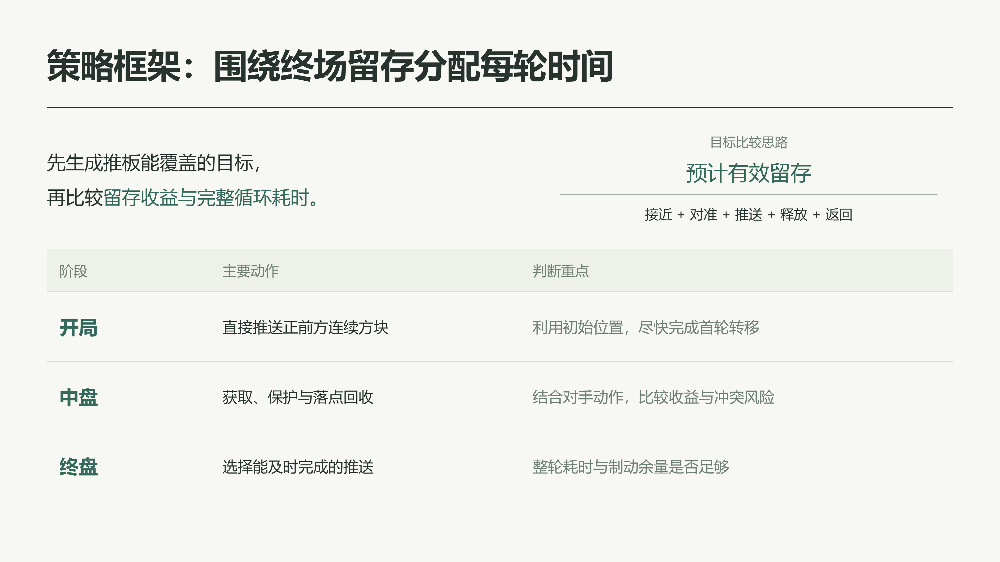 策略框架：围绕终场留存分配每轮时间
先生成推板能覆盖的目标，
再比较留存收益与完整循环耗时。
目标比较思路
预计有效留存
接近 + 对准 + 推送 + 释放 + 返回
阶段 主要动作 判断重点
开局 直接推送正前方连续方块 利用初始位置，尽快完成首轮转移
中盘 获取、保护与落点回收 结合对手动作，比较收益与冲突风险
终盘 选择能及时完成的推送 整轮耗时与制动余量是否足够